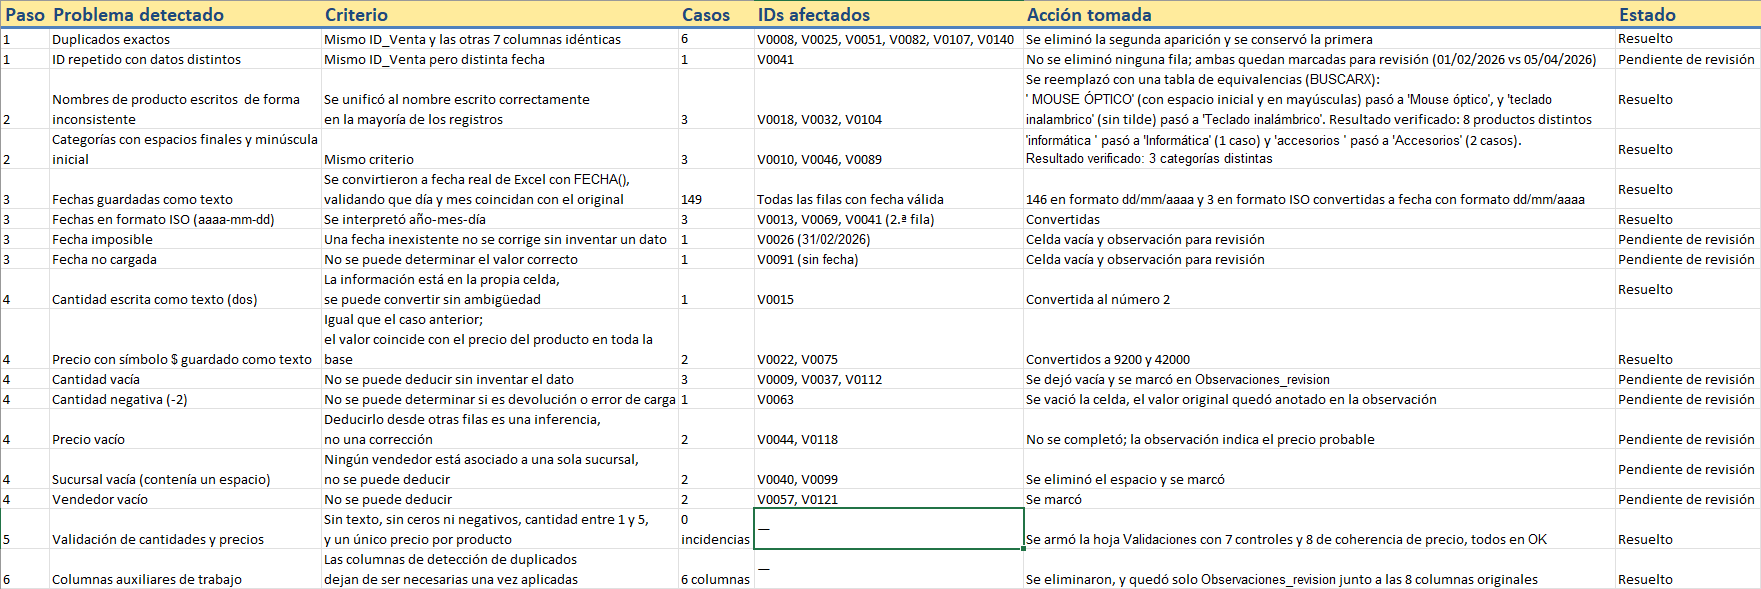 Paso Problema detectado Criterio Casos IDs afectados Acción tomada Estado
1 Duplicados exactos Mismo ID_Venta y las otras 7 columnas idénticas 6 V0008, V0025, V0051, V0082, V0107, V0140 Se eliminó la segunda aparición y se conservó la primera Resuelto
1 ID repetido con datos distintos Mismo ID_Venta pero distinta fecha 1 V0041 No se eliminó ninguna fila; ambas quedan marcadas para revisión (01/02/2026 vs 05/04/2026) Pendiente de revisión
Se reemplazó con una tabla de equivalencias (BUSCARX):
Nombres de producto escritos de forma Se unificó al nombre escrito correctamente ' MOUSE ÓPTICO' (con espacio inicial y en mayúsculas) pasó a 'Mouse óptico', y 'teclado Resuelto
2 inconsistente en la mayoría de los registros 3 V0018, V0032, V0104 inalambrico' (sin tilde) pasó a 'Teclado inalámbrico'. Resultado verificado: 8 productos distintos
Categorías con espacios finales y minúscula 'informática ' pasó a 'Informática' (1 caso) y 'accesorios ' pasó a 'Accesorios' (2 casos). Resuelto
2 inicial Mismo criterio 3 V0010, V0046, V0089 Resultado verificado: 3 categorías distintas
Se convirtieron a fecha real de Excel con FECHA(), Resuelto
3 Fechas guardadas como texto validando que día y mes coincidan con el original 149 Todas las filas con fecha válida 146 en formato dd/mm/aaaa y 3 en formato ISO convertidas a fecha con formato dd/mm/aaaa
3 Fechas en formato ISO (aaaa-mm-dd) Se interpretó año-mes-día 3 V0013, V0069, V0041 (2.ª fila) Convertidas Resuelto
3 Fecha imposible Una fecha inexistente no se corrige sin inventar un dato 1 V0026 (31/02/2026) Celda vacía y observación para revisión Pendiente de revisión
3 Fecha no cargada No se puede determinar el valor correcto 1 V0091 (sin fecha) Celda vacía y observación para revisión Pendiente de revisión
La información está en la propia celda, Resuelto
4 Cantidad escrita como texto (dos) se puede convertir sin ambigüedad 1 V0015 Convertida al número 2
Igual que el caso anterior;
el valor coincide con el precio del producto en toda la
4 Precio con símbolo $ guardado como texto base 2 V0022, V0075 Convertidos a 9200 y 42000 Resuelto
4 Cantidad vacía No se puede deducir sin inventar el dato 3 V0009, V0037, V0112 Se dejó vacía y se marcó en Observaciones_revision Pendiente de revisión
4 Cantidad negativa (-2) No se puede determinar si es devolución o error de carga 1 V0063 Se vació la celda, el valor original quedó anotado en la observación Pendiente de revisión
Deducirlo desde otras filas es una inferencia,
4 Precio vacío no una corrección 2 V0044, V0118 No se completó; la observación indica el precio probable Pendiente de revisión
Ningún vendedor está asociado a una sola sucursal, Pendiente de revisión
4 Sucursal vacía (contenía un espacio) no se puede deducir 2 V0040, V0099 Se eliminó el espacio y se marcó
4 Vendedor vacío No se puede deducir 2 V0057, V0121 Se marcó Pendiente de revisión
Sin texto, sin ceros ni negativos, cantidad entre 1 y 5, 0 —
5 Validación de cantidades y precios y un único precio por producto incidencias Se armó la hoja Validaciones con 7 controles y 8 de coherencia de precio, todos en OK Resuelto
Las columnas de detección de duplicados —
6 Columnas auxiliares de trabajo dejan de ser necesarias una vez aplicadas 6 columnas Se eliminaron, y quedó solo Observaciones_revision junto a las 8 columnas originales Resuelto